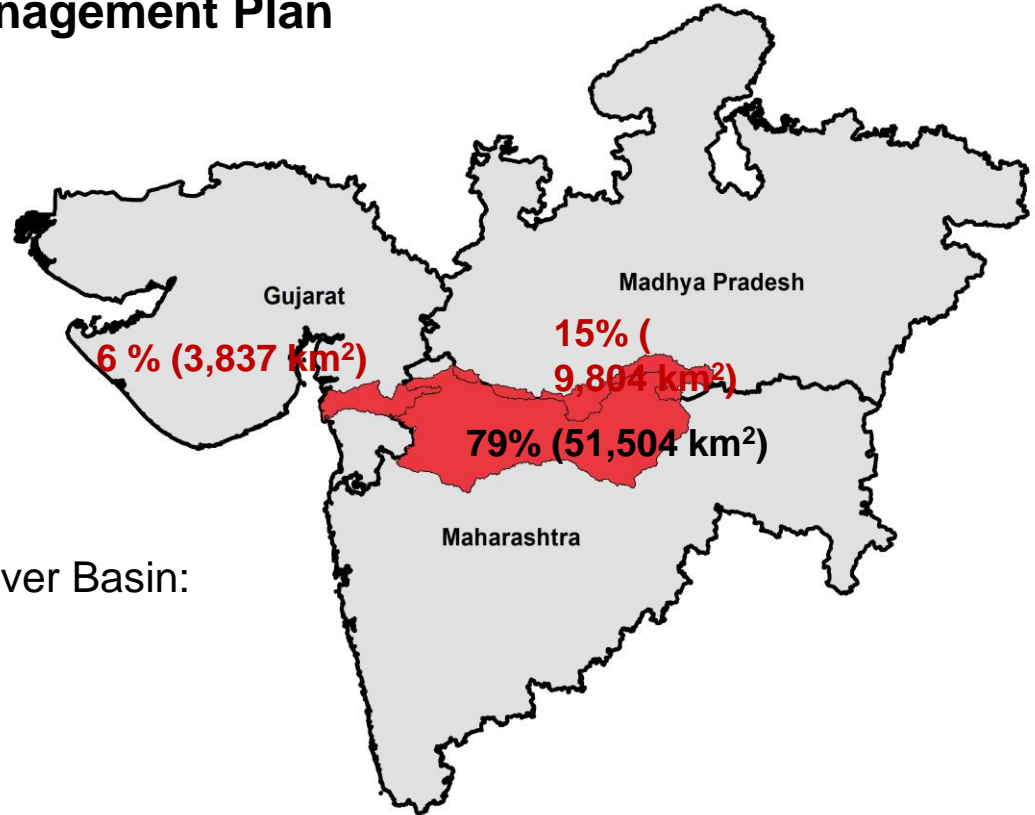 nagement Plan
Gujarat
Madhya Pradesh
6 % (3,837 km²)
15% (
9,804 km²)
79% (51,504 km²)
Maharashtra
ver Basin: